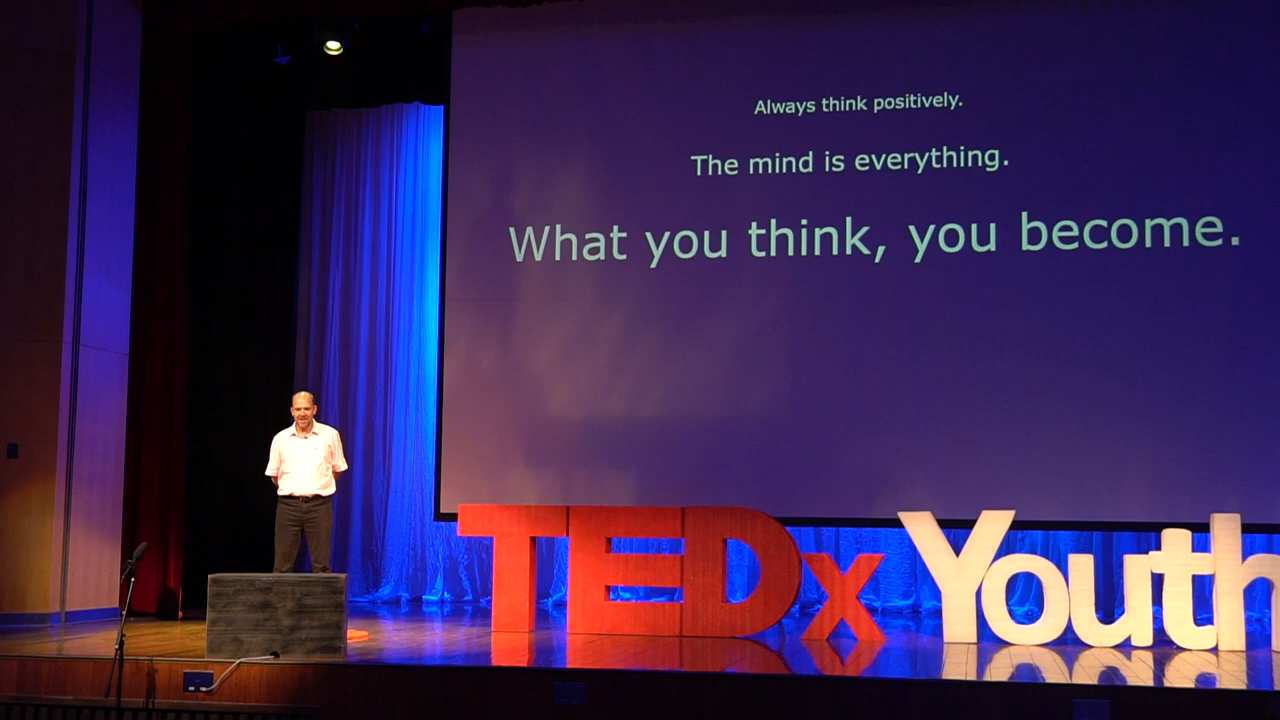 Always think positively.
The mind is everything.
What you think, you become.
TEDx Youth